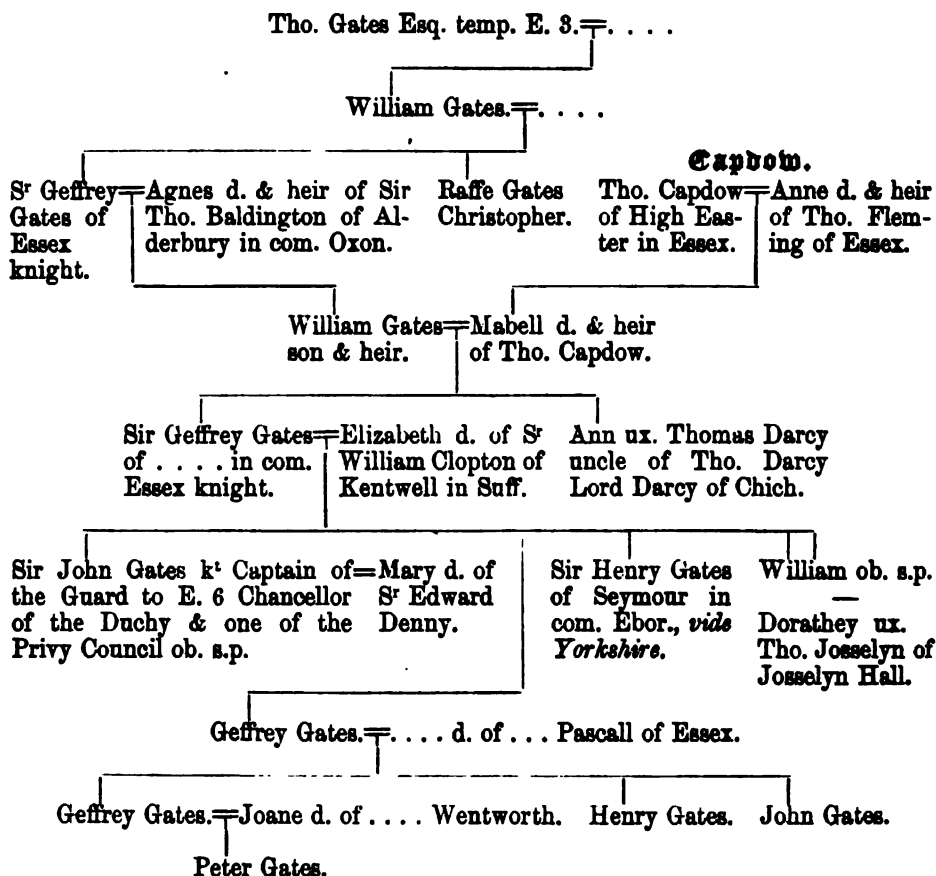 Tho. Gates Esq. temp. E. 3.=. . . .
William Gates.=. . . .
Capdow.
Sr Geffrey=
Gates of
Essex
knight.
Agnes d. & heir of Sir
Tho. Baldington of Al-
derbury in com. Oxon.
Raffe Gates
Christopher.
Tho. Capdow=
of High Eas-
ter in Essex.
Anne d. & heir
of Tho. Flem-
ing of Essex.
William Gates=
son & heir.
Mabell d. & heir
of Tho. Capdow.
Sir Geffrey Gates=
of . . . . in com.
Essex knight.
Elizabeth d. of Sr
William Clopton of
Kentwell in Suff.
Ann ux. Thomas Darcy
uncle of Tho. Darcy
Lord Darcy of Chich.
Sir John Gates kt Captain of=
the Guard to E. 6 Chancellor
of the Duchy & one of the
Privy Council ob. s.p.
Mary d. of
Sr Edward
Denny.
Sir Henry Gates
of Seymour in
com. Ebor., vide
Yorkshire.
William ob. s.p.
—
Dorathey ux.
Tho. Josselyn of
Josselyn Hall.
Geffrey Gates.=. . . . d. of . . . Pascall of Essex.
Geffrey Gates.=Joane d. of . . . . Wentworth.
Henry Gates.
John Gates.
Peter Gates.